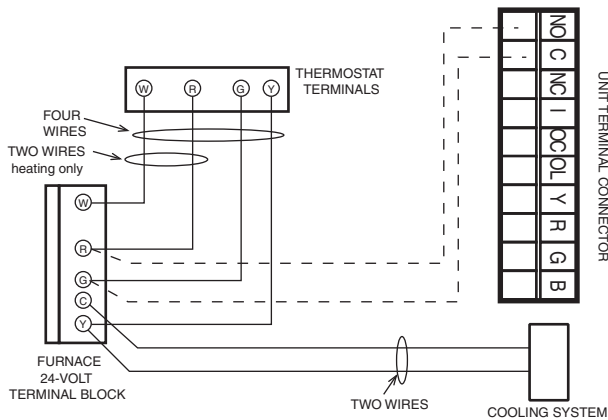 THERMOSTAT
TERMINALS
W R G Y
FOUR
WIRES
TWO WIRES
heating only
W
R
G
C
Y
FURNACE
24-VOLT
TERMINAL BLOCK
TWO WIRES
COOLING SYSTEM
NO
C
NC
I
OC
OL
Y
R
G
B
UNIT TERMINAL CONNECTOR